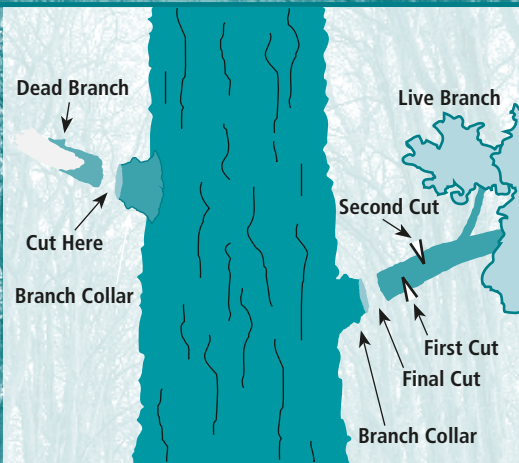 Dead Branch
Live Branch
Second Cut
Cut Here
Branch Collar
First Cut
Final Cut
Branch Collar